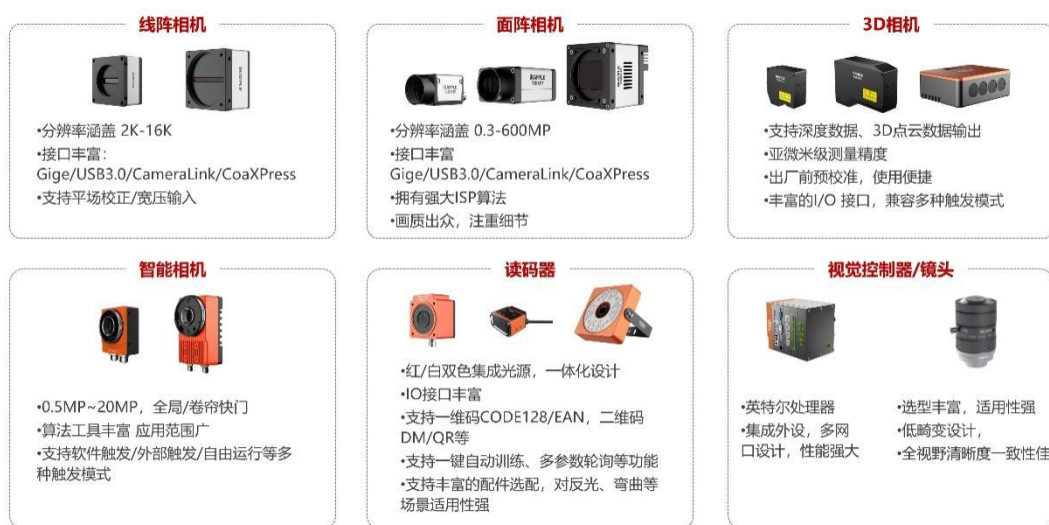 线阵相机
•分辨率涵盖 2K-16K
•接口丰富：
Gige/USB3.0/CameraLink/CoaXPress
•支持平场校正/宽压输入
面阵相机
•分辨率涵盖 0.3-600MP
•接口丰富
Gige/USB3.0/CameraLink/CoaXPress
•拥有强大ISP算法
•画质出众，注重细节
3D相机
•支持深度数据、3D点云数据输出
•亚微米级测量精度
•出厂前预校准，使用便捷
•丰富的I/O 接口，兼容多种触发模式
智能相机
•0.5MP~20MP，全局/卷帘快门
•算法工具丰富 应用范围广
•支持软件触发/外部触发/自由运行等多
种触发模式
读码器
•红/白双色集成光源，一体化设计
•IO接口丰富
•支持一维码CODE128/EAN，二维码
DM/QR等
•支持一键自动训练、多参数轮询等功能
•支持丰富的配件选配，对反光、弯曲等
场景适用性强
视觉控制器/镜头
•英特尔处理器
•集成外设，多网
口设计，性能强大
•选型丰富，适用性强
•低畸变设计，
•全视野清晰度一致性佳